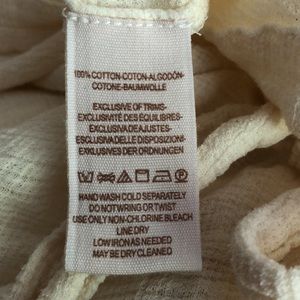 100% COTTON-COTON-ALGODÓN-
COTONE-BAUMWOLLE
EXCLUSIVE OF TRIMS-
EXCLUSIVITÉ DES ÉQUILIBRES-
EXCLUSIVA DE AJUSTES-
ESCLUSIVA DELLE DISPOSIZIONI-
EXCLUSIVES DER ORDNUNGEN
HAND WASH COLD SEPARATELY
DO NOT WRING OR TWIST
USE ONLY NON-CHLORINE BLEACH
LINE DRY
LOW IRON AS NEEDED
MAY BE DRY CLEANED